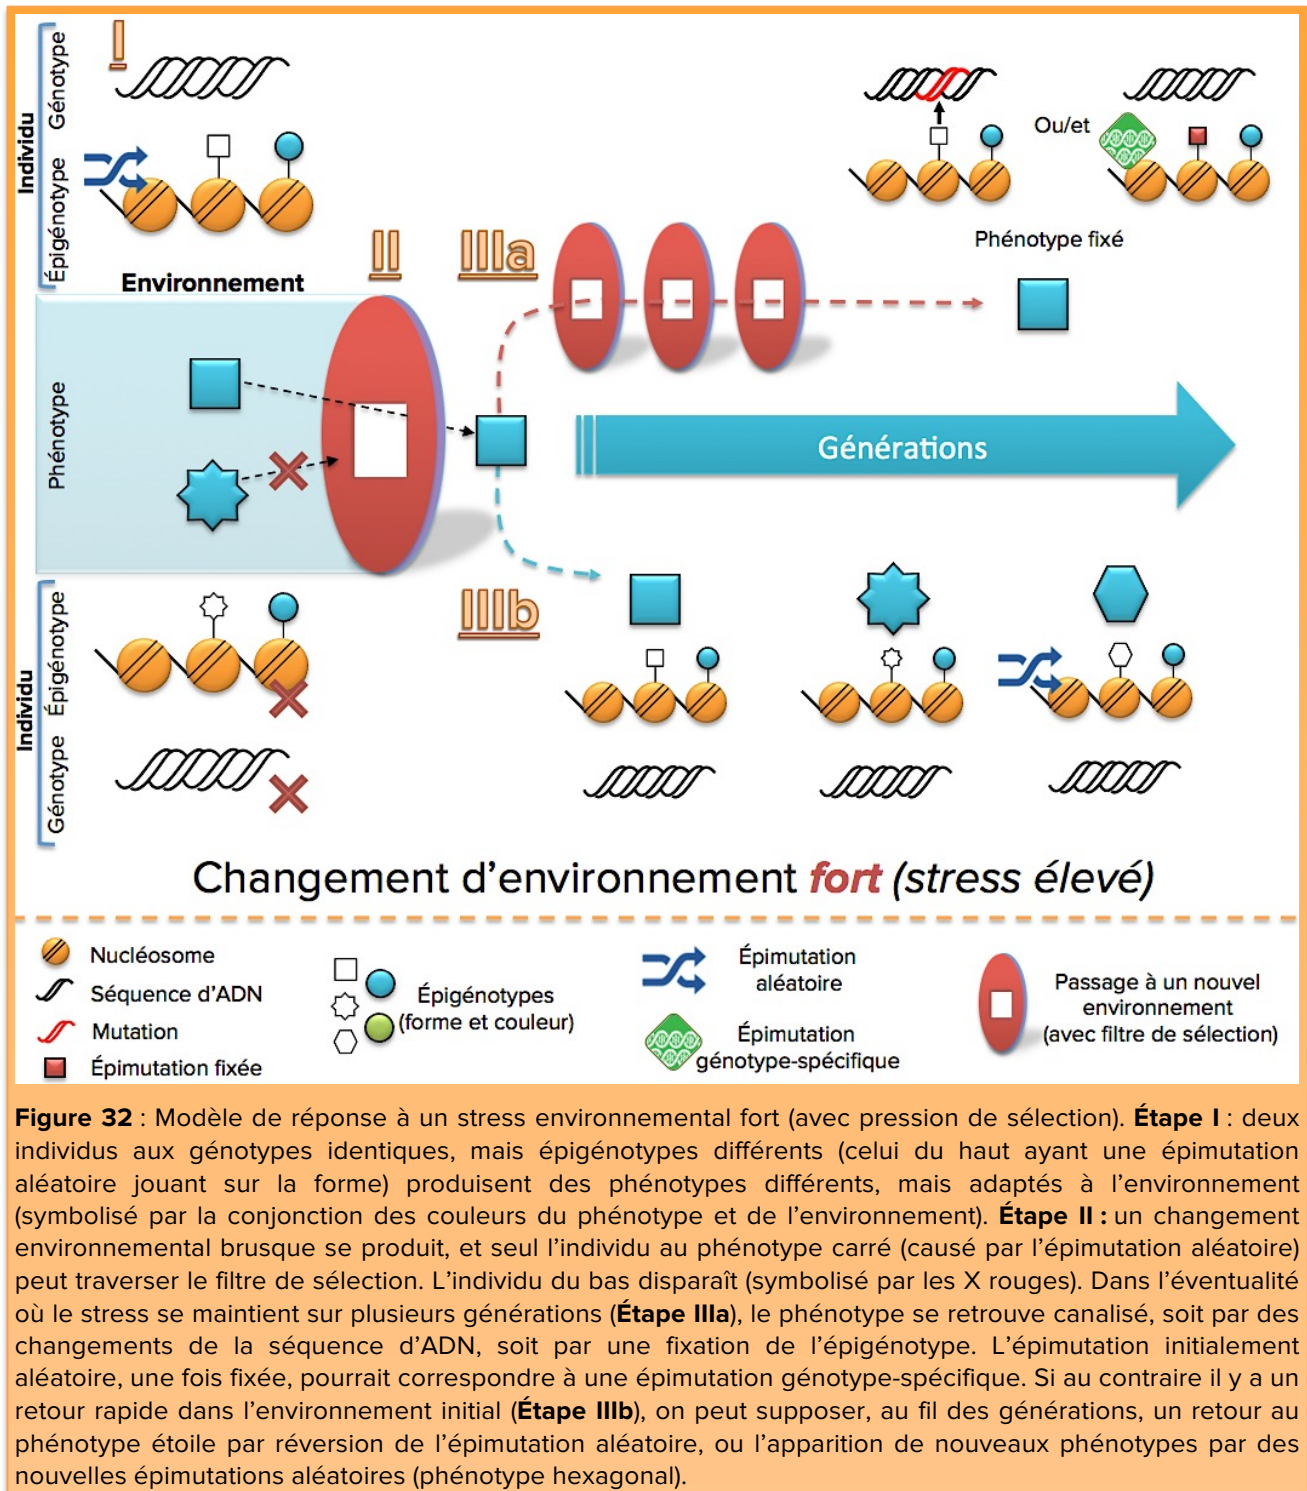 Individu
Génotype
Épigénotype
I
Ou/et
Phénotype fixé
Environnement
II
IIIa
Phénotype
Générations
IIIb
Individu
Épigénotype
Génotype
Changement d’environnement fort (stress élevé)
Nucléosome
Séquence d’ADN
Mutation
Épimutation fixée
Épigénotypes
(forme et couleur)
Épimutation
aléatoire
Épimutation
génotype-spécifique
Passage à un nouvel
environnement
(avec filtre de sélection)
Figure 32 : Modèle de réponse à un stress environnemental fort (avec pression de sélection). Étape I : deux
individus aux génotypes identiques, mais épigénotypes différents (celui du haut ayant une épimutation
aléatoire jouant sur la forme) produisent des phénotypes différents, mais adaptés à l’environnement
(symbolisé par la conjonction des couleurs du phénotype et de l’environnement). Étape II : un changement
environnemental brusque se produit, et seul l’individu au phénotype carré (causé par l’épimutation aléatoire)
peut traverser le filtre de sélection. L’individu du bas disparaît (symbolisé par les X rouges). Dans l’éventualité
où le stress se maintient sur plusieurs générations (Étape IIIa), le phénotype se retrouve canalisé, soit par des
changements de la séquence d’ADN, soit par une fixation de l’épigénotype. L’épimutation initialement
aléatoire, une fois fixée, pourrait correspondre à une épimutation génotype-spécifique. Si au contraire il y a un
retour rapide dans l’environnement initial (Étape IIIb), on peut supposer, au fil des générations, un retour au
phénotype étoile par réversion de l’épimutation aléatoire, ou l’apparition de nouveaux phénotypes par des
nouvelles épimutations aléatoires (phénotype hexagonal).